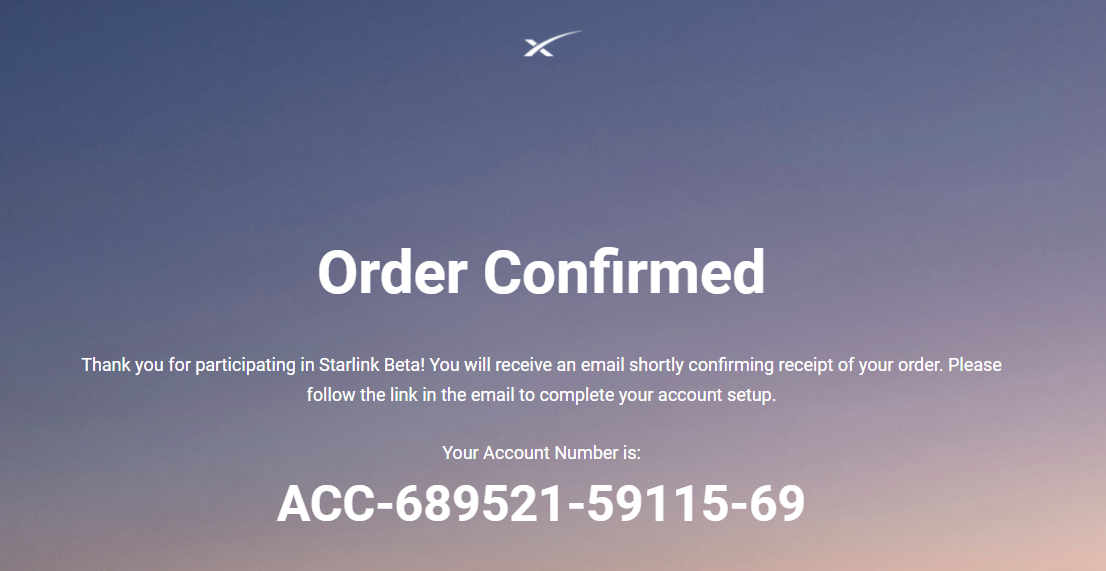 Order Confirmed
Thank you for participating in Starlink Beta! You will receive an email shortly confirming receipt of your order. Please
follow the link in the email to complete your account setup.
Your Account Number is:
ACC-689521-59115-69